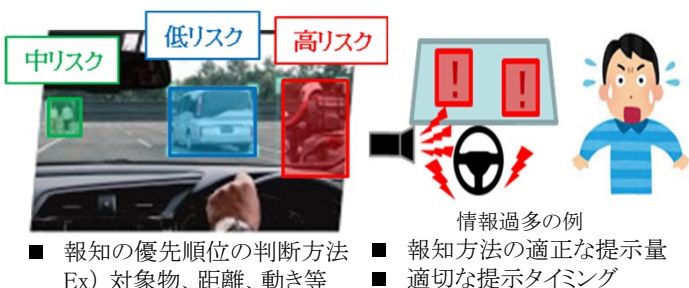 中リスク
低リスク
高リスク
!
!
情報過多の例
■ 報知の優先順位の判断方法
Ex) 対象物、距離、動き等
■ 報知方法の適正な提示量
■ 適切な提示タイミング